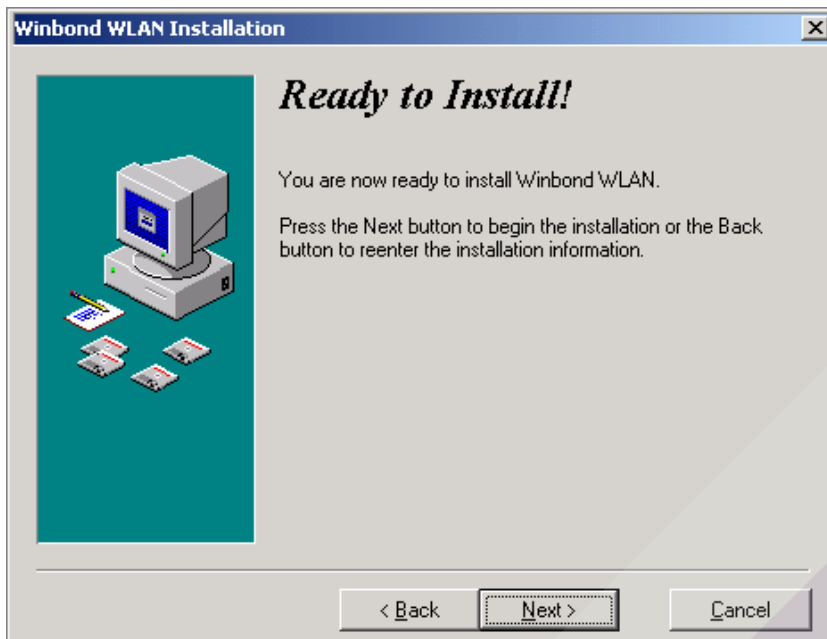 Winbond WLAN Installation
Ready to Install!
You are now ready to install Winbond WLAN.
Press the Next button to begin the installation or the Back
button to reenter the installation information.
< Back
Next >
Cancel